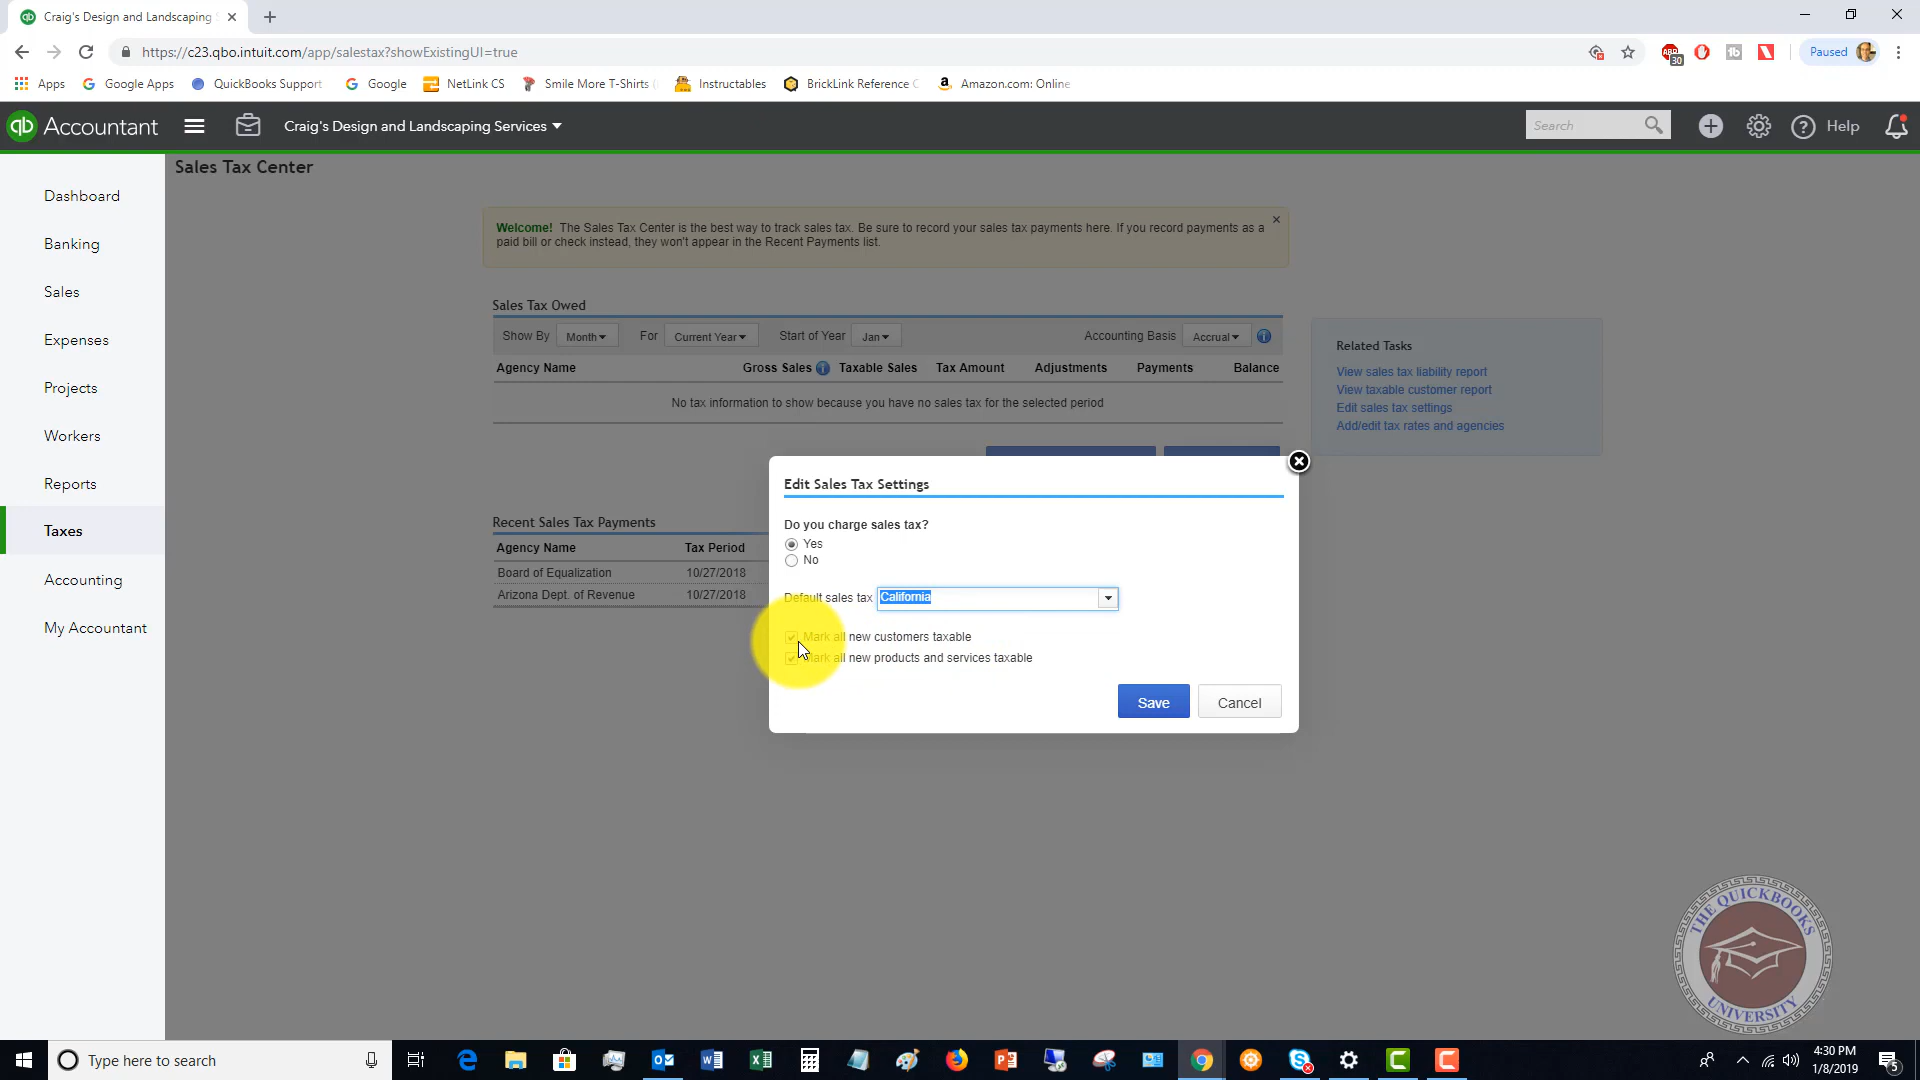 Craig's Design and Landscaping
https://c23.qbo.intuit.com/app/salestax?showExistingUI=true
30
Paused
Apps
Google Apps
QuickBooks Support
Google
NetLink CS
Smile More T-Shirts (
Instructables
BrickLink Reference C
Amazon.com: Online
qb Accountant
Craig's Design and Landscaping Services
Search
Help
Dashboard
Banking
Sales
Expenses
Projects
Workers
Reports
Taxes
Accounting
My Accountant
Sales Tax Center
Welcome! The Sales Tax Center is the best way to track sales tax. Be sure to record your sales tax payments here. If you record payments as a
paid bill or check instead, they won't appear in the Recent Payments list.
Sales Tax Owed
Show By Month For Current Year Start of Year Jan Accounting Basis Accrual
Agency Name Gross Sales Taxable Sales Tax Amount Adjustments Payments Balance
No tax information to show because you have no sales tax for the selected period
Related Tasks
View sales tax liability report
View taxable customer report
Edit sales tax settings
Add/edit tax rates and agencies
Recent Sales Tax Payments
Agency Name Tax Period
Board of Equalization 10/27/2018
Arizona Dept. of Revenue 10/27/2018
Edit Sales Tax Settings
Do you charge sales tax?
Yes
No
Default sales tax California
Mark all new customers taxable
Mark all new products and services taxable
Save
Cancel
THE QUICKBOOKS
UNIVERSITY
Type here to search
4:30 PM
1/8/2019
5